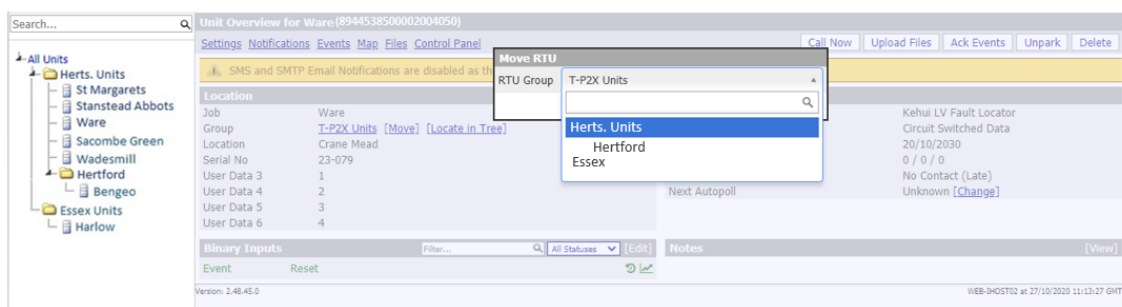 Search...
All Units
Herts. Units
St Margarets
Stanstead Abbots
Ware
Sacombe Green
Wadesmill
Hertford
Bengeo
Essex Units
Harlow
Unit Overview for Ware(8944538500002004050)
Settings Notifications Events Map Files Control Panel
Call Now Upload Files Ack Events Unpark Delete
SMS and SMTP Email Notifications are disabled as th
Move RTU
RTU Group T-P2X Units
Herts. Units
Hertford
Essex
Location
Job Ware
Group T-P2X Units [Move] [Locate in Tree]
Location Crane Mead
Serial No 23-079
User Data 3 1
User Data 4 2
User Data 5 3
User Data 6 4
Kehui LV Fault Locator
Circuit Switched Data
20/10/2030
0 / 0 / 0
No Contact (Late)
Next Autopoll Unknown [Change]
Binary Inputs Filter... All Statuses [Edit]
Event Reset
Notes [View]
Version: 2.48.45.0
WEB-IHOST02 at 27/10/2020 11:13:27 GMT